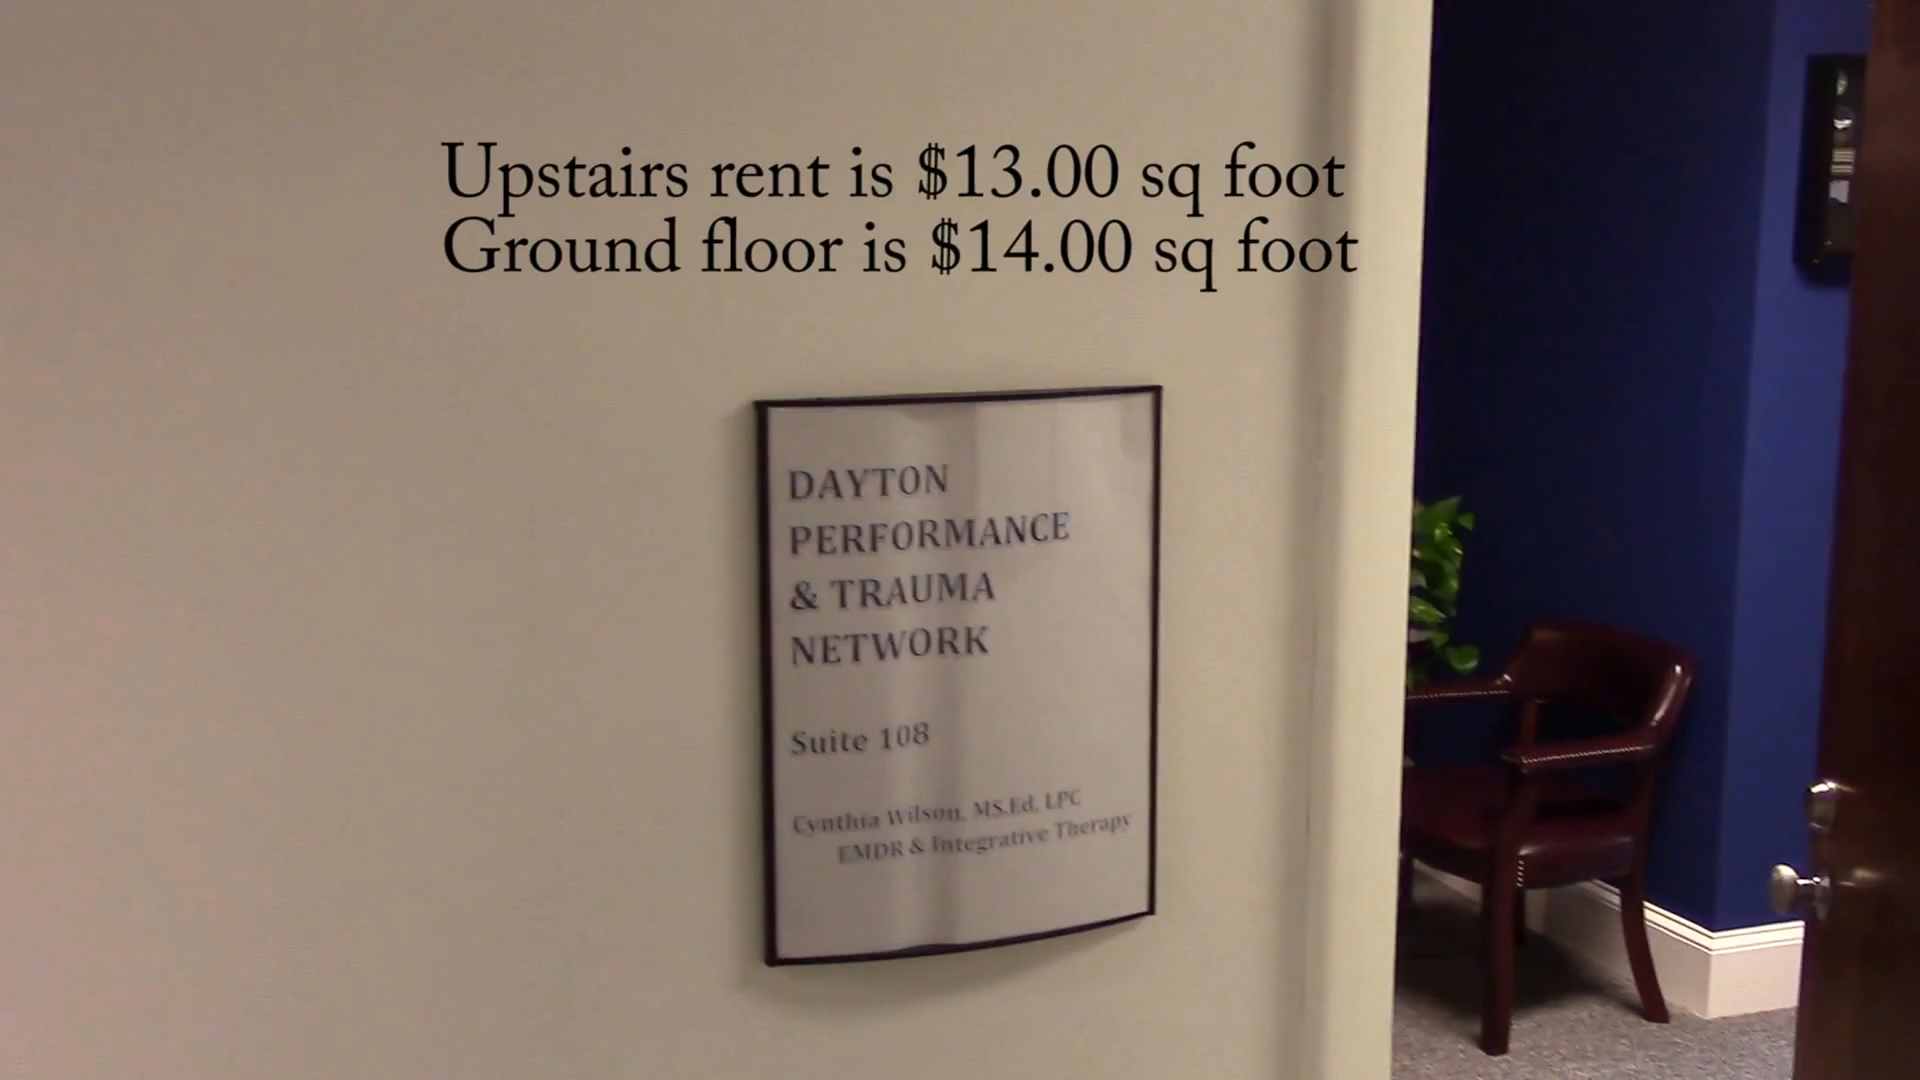 Upstairs rent is $13.00 sq foot
Ground floor is $14.00 sq foot
DAYTON
PERFORMANCE
& TRAUMA
NETWORK
Suite 108
Cynthia Wilson, MS.Ed, LPC
EMDR & Integrative Therapy